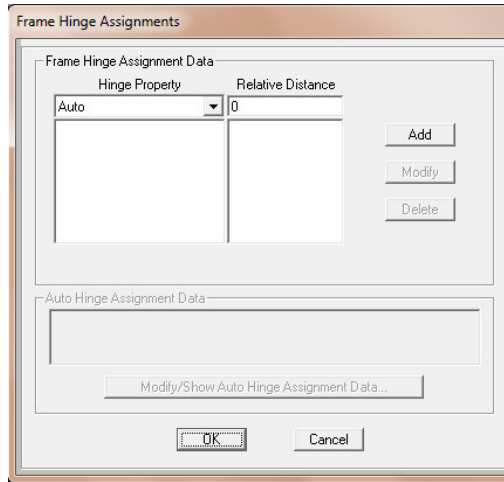 Frame Hinge Assignments
Frame Hinge Assignment Data
Hinge Property Relative Distance
Auto 0
Add
Modify
Delete
Auto Hinge Assignment Data
Modify/Show Auto Hinge Assignment Data...
OK Cancel